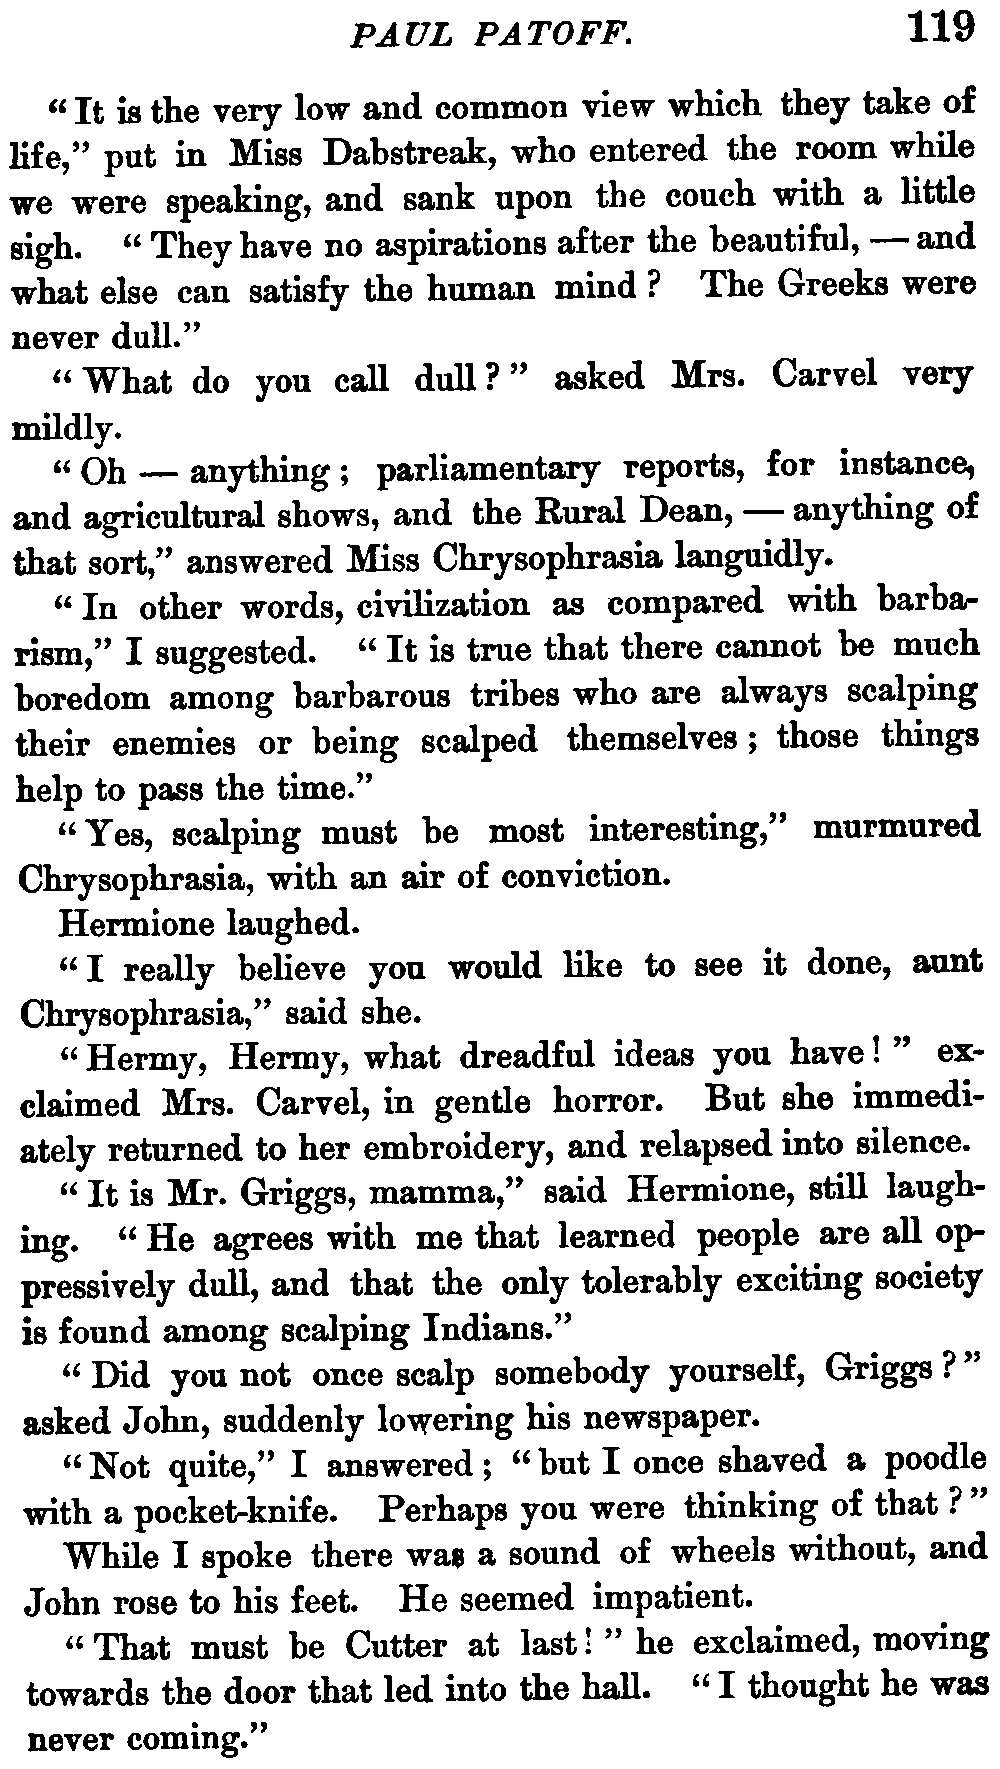 PAUL PATOFF. 119
“ It is the very low and common view which they take of
life,” put in Miss Dabstreak, who entered the room while
we were speaking, and sank upon the couch with a little
sigh. “ They have no aspirations after the beautiful, — and
what else can satisfy the human mind ? The Greeks were
never dull.”
“ What do you call dull ? ” asked Mrs. Carvel very
mildly.
“ Oh — anything ; parliamentary reports, for instance,
and agricultural shows, and the Rural Dean, — anything of
that sort,” answered Miss Chrysophrasia languidly.
“ In other words, civilization as compared with barba-
rism,” I suggested. “ It is true that there cannot be much
boredom among barbarous tribes who are always scalping
their enemies or being scalped themselves ; those things
help to pass the time.”
“ Yes, scalping must be most interesting,” murmured
Chrysophrasia, with an air of conviction.
Hermione laughed.
“ I really believe you would like to see it done, aunt
Chrysophrasia,” said she.
“ Hermy, Hermy, what dreadful ideas you have ! ” ex-
claimed Mrs. Carvel, in gentle horror. But she immedi-
ately returned to her embroidery, and relapsed into silence.
“ It is Mr. Griggs, mamma,” said Hermione, still laugh-
ing. “ He agrees with me that learned people are all op-
pressively dull, and that the only tolerably exciting society
is found among scalping Indians.”
“ Did you not once scalp somebody yourself, Griggs ? ”
asked John, suddenly lowering his newspaper.
“ Not quite,” I answered ; “ but I once shaved a poodle
with a pocket-knife. Perhaps you were thinking of that ? ”
While I spoke there was a sound of wheels without, and
John rose to his feet. He seemed impatient.
“ That must be Cutter at last ! ” he exclaimed, moving
towards the door that led into the hall. “ I thought he was
never coming.”